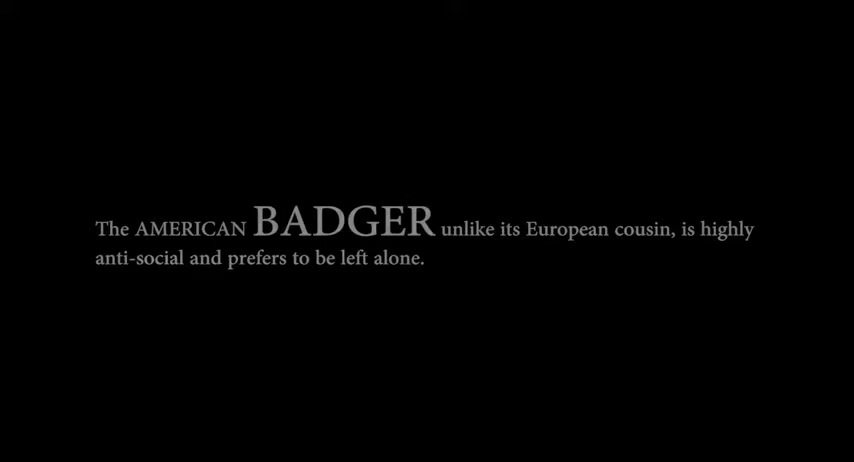 The AMERICAN BADGER unlike its European cousin, is highly
anti-social and prefers to be left alone.